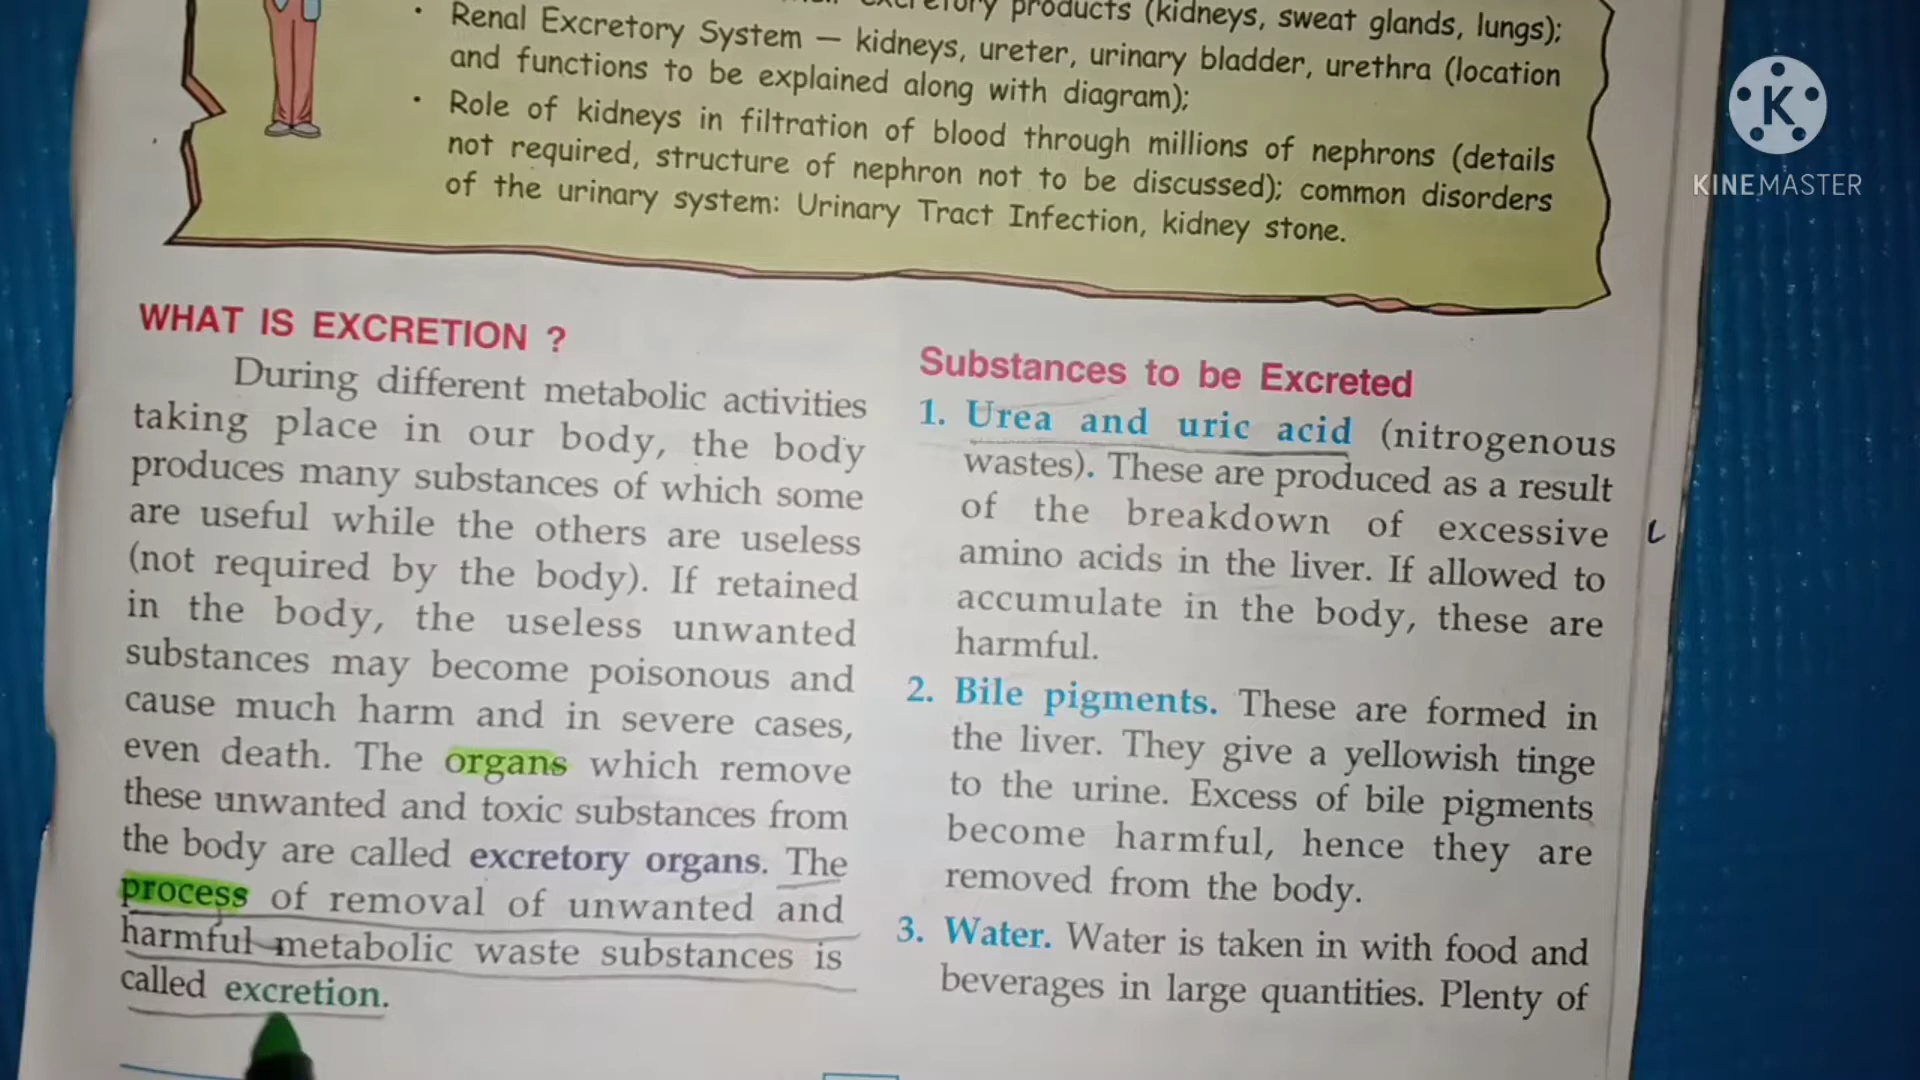 excretory products (kidneys, sweat glands, lungs);
• Renal Excretory System — kidneys, ureter, urinary bladder, urethra (location
and functions to be explained along with diagram);
• Role of kidneys in filtration of blood through millions of nephrons (details
not required, structure of nephron not to be discussed); common disorders
of the urinary system: Urinary Tract Infection, kidney stone.
K
KINEMASTER
WHAT IS EXCRETION ?
During different metabolic activities
taking place in our body, the body
produces many substances of which some
are useful while the others are useless
(not required by the body). If retained
in the body, the useless unwanted
substances may become poisonous and
cause much harm and in severe cases,
even death. The organs which remove
these unwanted and toxic substances from
the body are called excretory organs. The
process of removal of unwanted and
harmful metabolic waste substances is
called excretion.
Substances to be Excreted
1. Urea and uric acid (nitrogenous
wastes). These are produced as a result
of the breakdown of excessive
amino acids in the liver. If allowed to
accumulate in the body, these are
harmful.
2. Bile pigments. These are formed in
the liver. They give a yellowish tinge
to the urine. Excess of bile pigments
become harmful, hence they are
removed from the body.
3. Water. Water is taken in with food and
beverages in large quantities. Plenty of